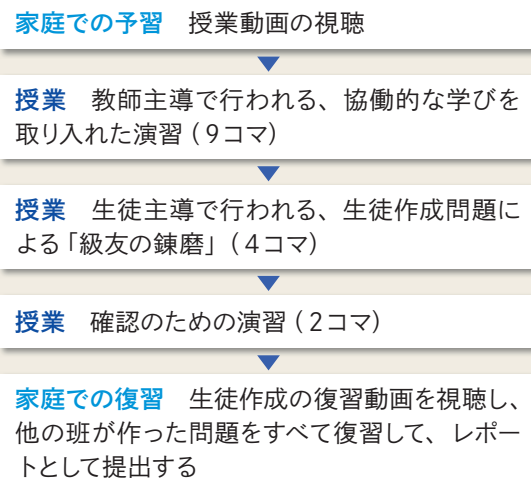 家庭での予習 授業動画の視聴
授業 教師主導で行われる、協働的な学びを
取り入れた演習（9コマ）
授業 生徒主導で行われる、生徒作成問題に
よる「級友の錬磨」（4コマ）
授業 確認のための演習（2コマ）
家庭での復習 生徒作成の復習動画を視聴し、
他の班が作った問題をすべて復習して、レポー
トとして提出する